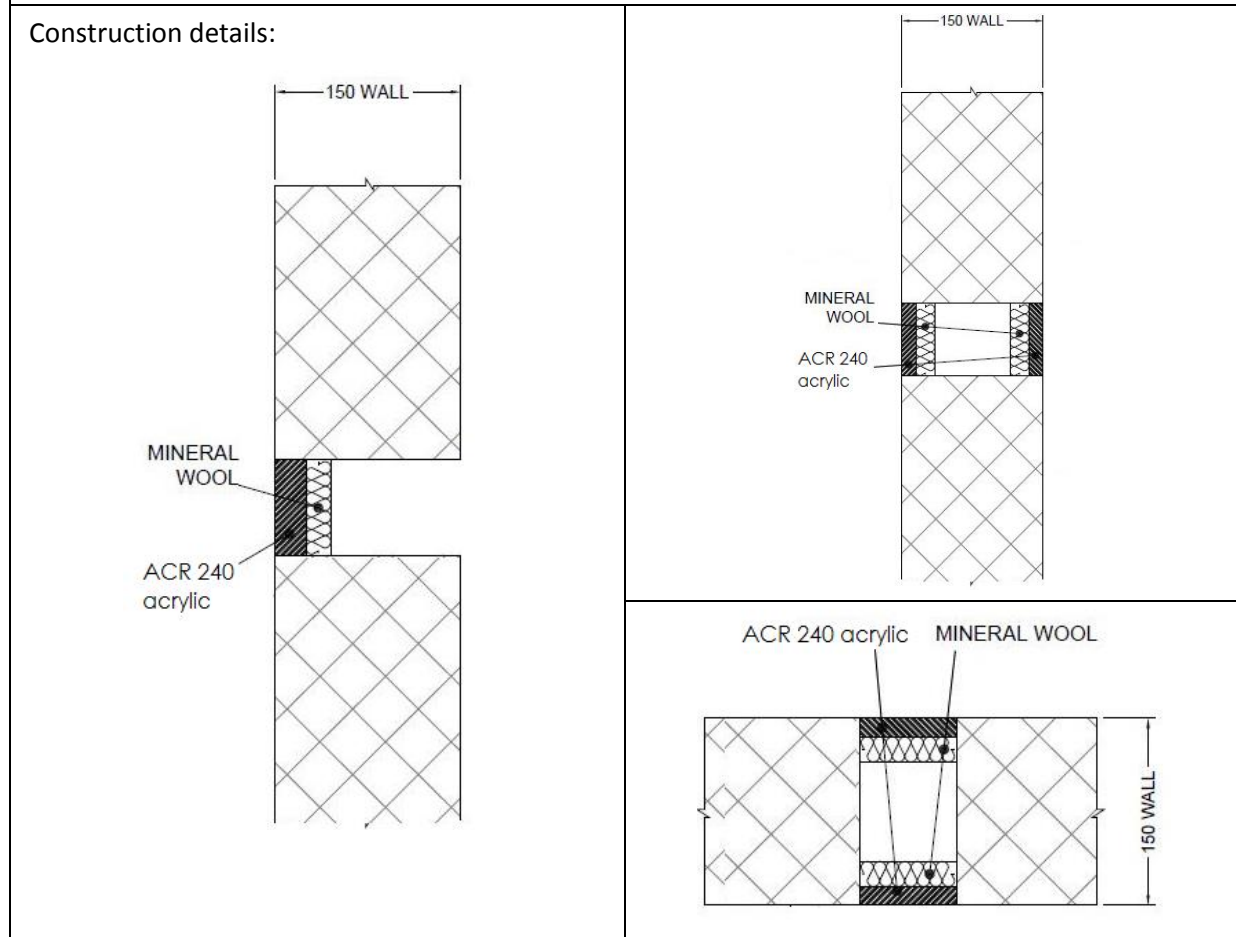 Construction details:
150 WALL
MINERAL
WOOL
ACR 240
acrylic
150 WALL
MINERAL
WOOL
ACR 240
acrylic
ACR 240 acrylic MINERAL WOOL
150 WALL